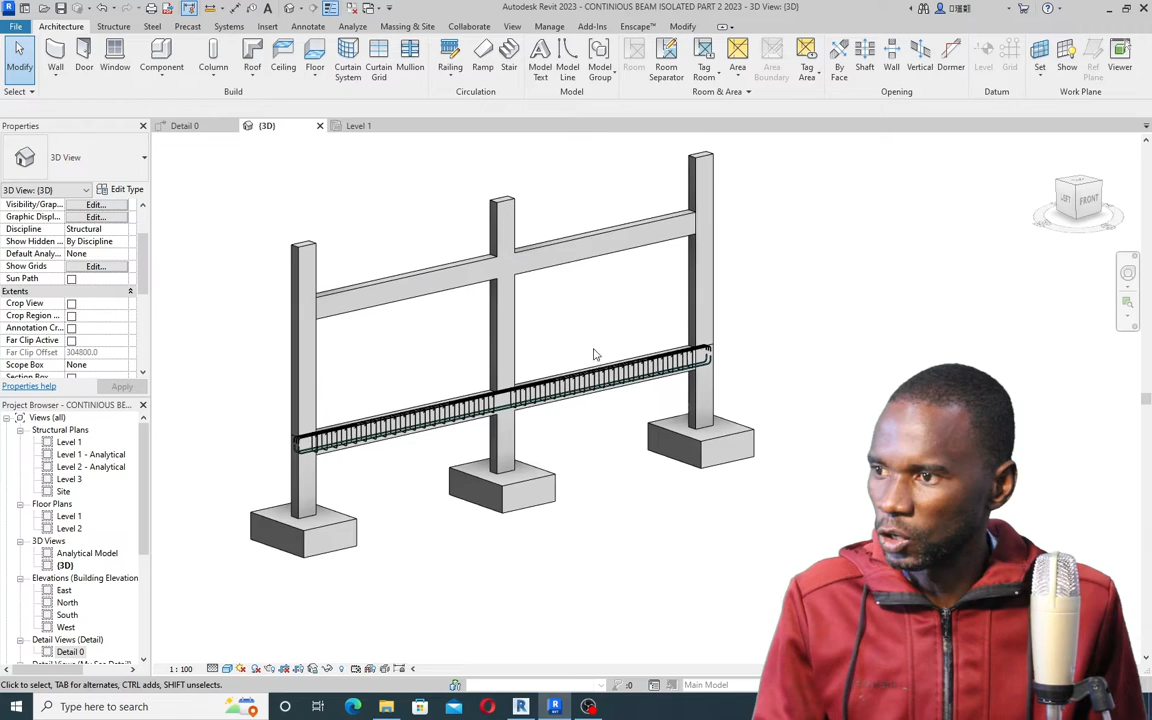 Autodesk Revit 2023 - CONTINIOUS BEAM ISOLATED PART 2 2023 - 3D View: {3D}
File Architecture Structure Steel Precast Systems Insert Annotate Analyze Massing & Site Collaborate View Manage Add-Ins Enscape™ Modify
Modify Wall Door Window Component Column Roof Ceiling Floor Curtain System Curtain Grid Mullion Railing Ramp Stair Model Text Model Line Model Group Room Room Separator Tag Room Area Area Boundary Tag Area By Face Shaft Wall Vertical Dormer Level Grid Set Show Ref Plane Viewer
Select Build Circulation Model Room & Area Opening Datum Work Plane
Properties
Detail 0 {3D} Level 1
3D View
3D View: {3D} Edit Type
Visibility/Grap... Edit...
Graphic Displ... Edit...
Discipline Structural
Show Hidden ... By Discipline
Default Analy... None
Show Grids Edit...
Sun Path
Extents
Crop View
Crop Region ...
Annotation Cr...
Far Clip Active
Far Clip Offset 304800.0
Scope Box None
Properties help Apply
Project Browser - CONTINIOUS BE...
Views (all)
Structural Plans
Level 1
Level 1 - Analytical
Level 2 - Analytical
Level 3
Site
Floor Plans
Level 1
Level 2
3D Views
Analytical Model
{3D}
Elevations (Building Elevation
East
North
South
West
Detail Views (Detail)
Detail 0
LEFT FRONT
1 : 100
Click to select, TAB for alternates, CTRL adds, SHIFT unselects.
:0 Main Model
Type here to search